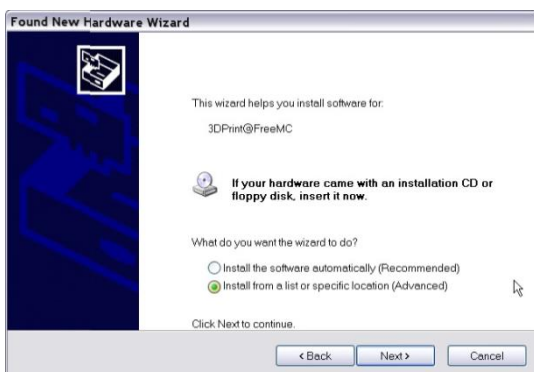 Found New Hardware Wizard
This wizard helps you install software for:
3DPrint@FreeMC
If your hardware came with an installation CD or
floppy disk, insert it now.
What do you want the wizard to do?
Install the software automatically (Recommended)
Install from a list or specific location (Advanced)
Click Next to continue.
< Back
Next >
Cancel